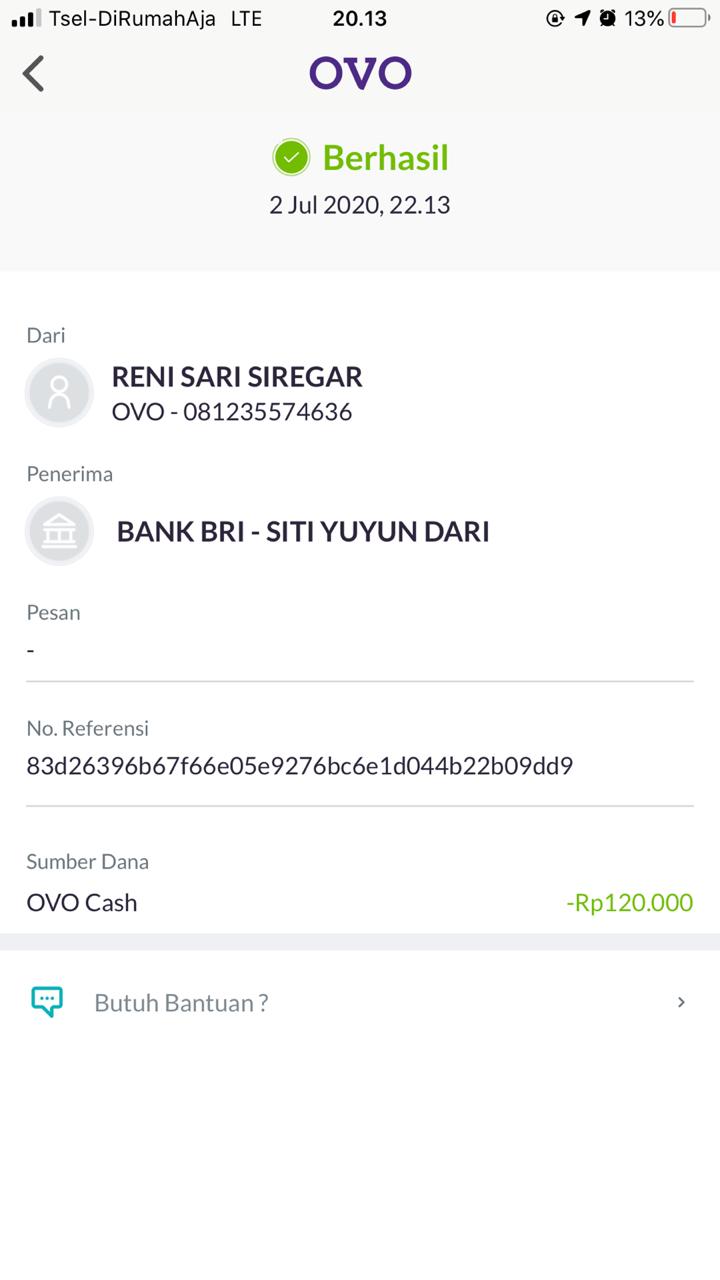 Tsel-DiRumahAja LTE 20.13 13%
OVO
Berhasil
2 Jul 2020, 22.13
Dari
RENI SARI SIREGAR
OVO - 081235574636
Penerima
BANK BRI - SITI YUYUN DARI
Pesan
-
No. Referensi
83d26396b67f66e05e9276bc6e1d044b22b09dd9
Sumber Dana
OVO Cash -Rp120.000
Butuh Bantuan ?